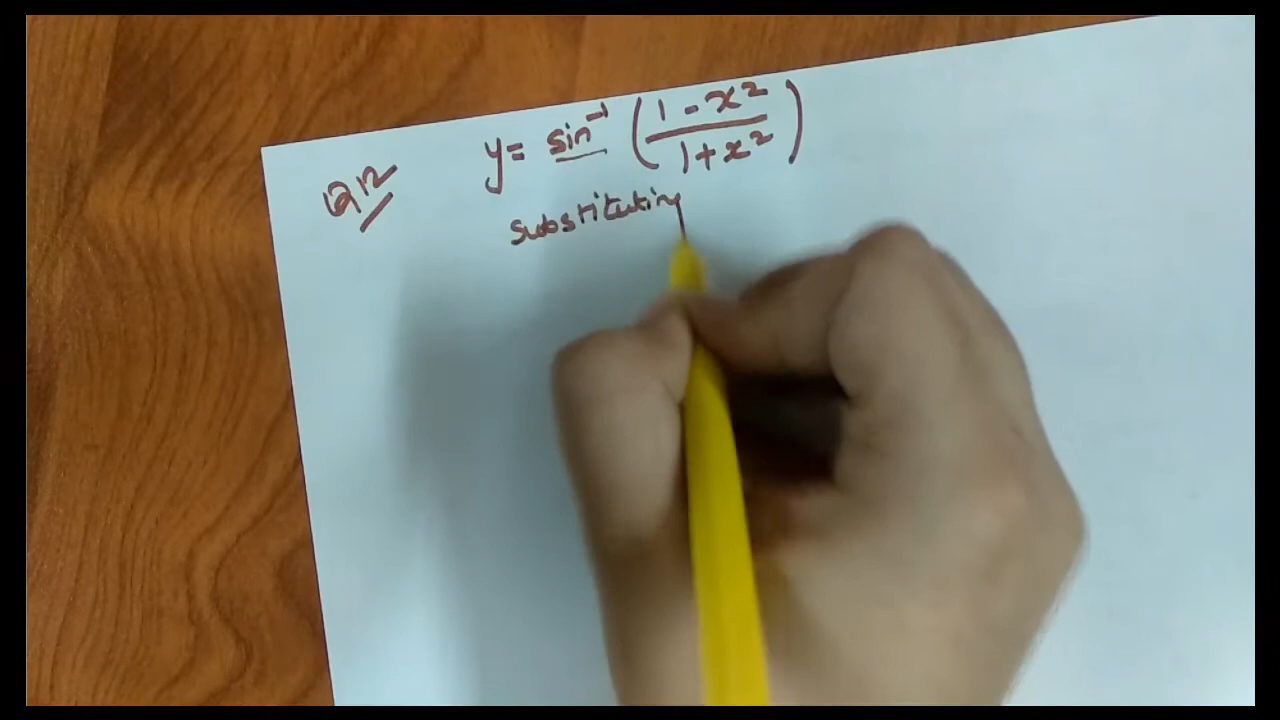 Q12 y = sin⁻¹ (1 - x² / 1 + x²)
substituting